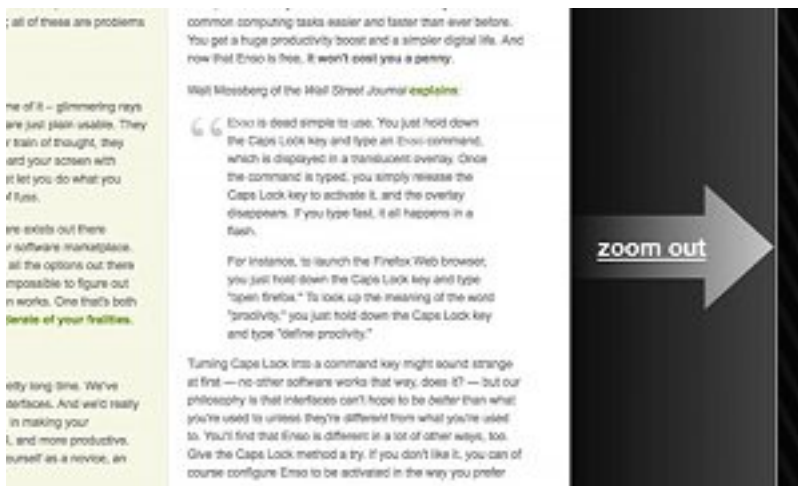 ; all of these are problems
me of it – glimmering rays
are just plain usable. They
r train of thought, they
ard your screen with
at let you do what you
of fuss.
are exists out there
r software marketplace.
all the options out there
mpossible to figure out
n works. One that's both
lerate of your frailties.
etty long time. We've
terfaces. And we'd really
in making your
l, and more productive.
ourself as a novice, an
common computing tasks easier and faster than ever before.
You get a huge productivity boost and a simpler digital life. And
now that Enso is free, it won't cost you a penny.
Walt Mossberg of the Wall Street Journal explains:
“ Enso is dead simple to use. You just hold down
the Caps Lock key and type an Enso command,
which is displayed in a translucent overlay. Once
the command is typed, you simply release the
Caps Lock key to activate it, and the overlay
disappears. If you type fast, it all happens in a
flash.
For instance, to launch the Firefox Web browser,
you just hold down the Caps Lock key and type
"open firefox." To look up the meaning of the word
"proclivity," you just hold down the Caps Lock key
and type "define proclivity."
Turning Caps Lock into a command key might sound strange
at first — no other software works that way, does it? — but our
philosophy is that interfaces can't hope to be better than what
you're used to unless they're different from what you're used
to. You'll find that Enso is different in a lot of other ways, too.
Give the Caps Lock method a try. If you don't like it, you can of
course configure Enso to be activated in the way you prefer
zoom out